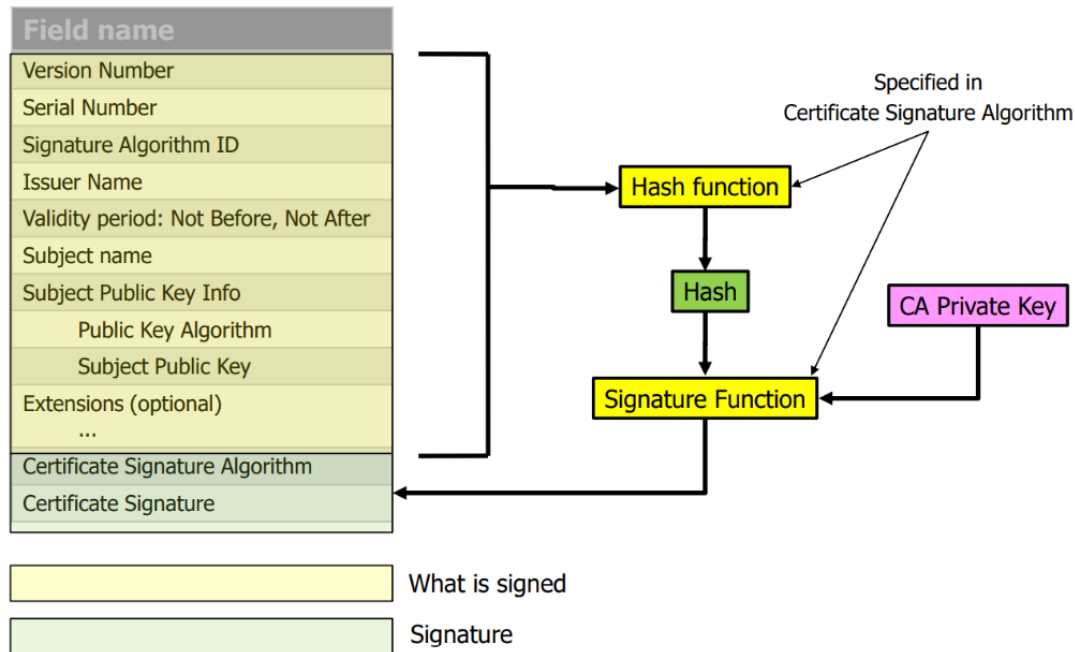 Field name
Version Number
Serial Number
Signature Algorithm ID
Issuer Name
Validity period: Not Before, Not After
Subject name
Subject Public Key Info
Public Key Algorithm
Subject Public Key
Extensions (optional)
...
Certificate Signature Algorithm
Certificate Signature
Specified in
Certificate Signature Algorithm
Hash function
Hash
CA Private Key
Signature Function
What is signed
Signature